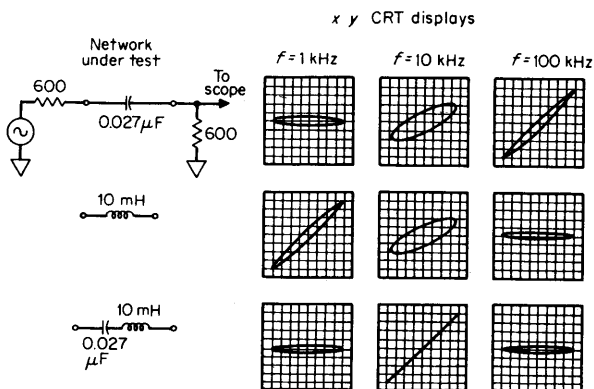 x y CRT displays
Network
under test
To
scope
f = 1 kHz
f = 10 kHz
f = 100 kHz
600
0.027μF
600
10 mH
10 mH
0.027
μF